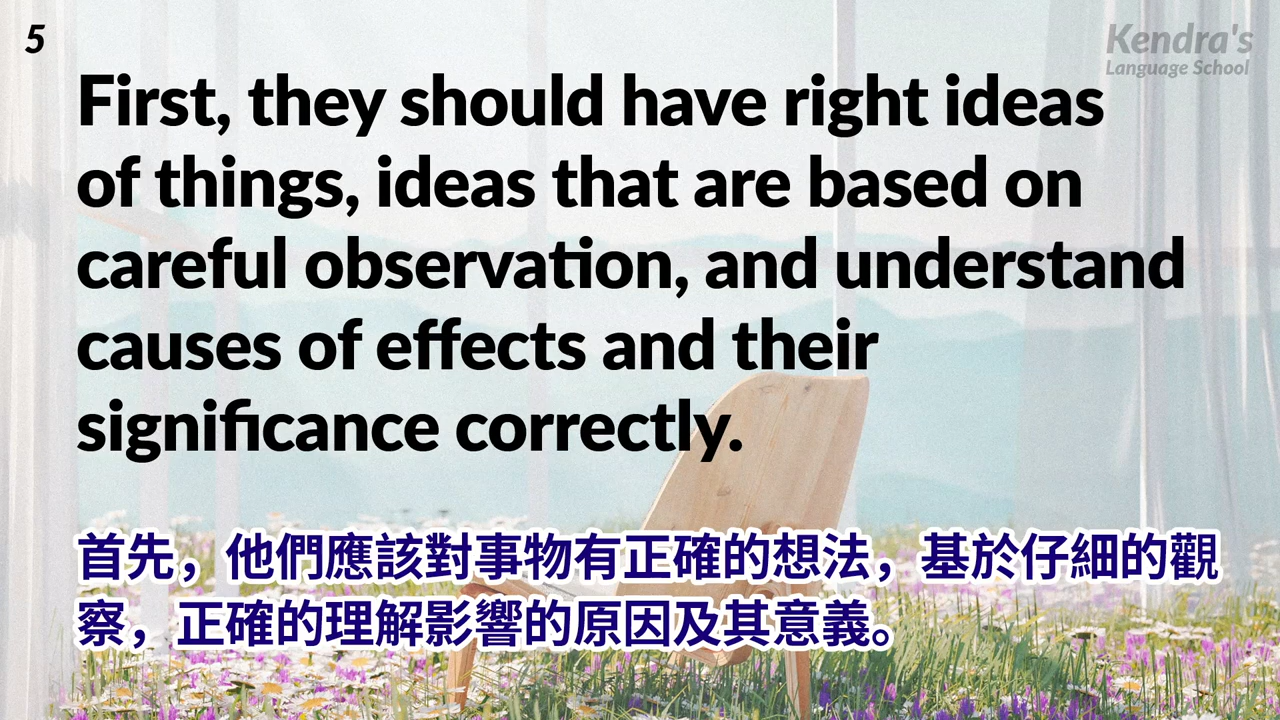 5
Kendra's
Language School
First, they should have right ideas
of things, ideas that are based on
careful observation, and understand
causes of effects and their
significance correctly.
首先，他們應該對事物有正確的想法，基於仔細的觀
察，正確的理解影響的原因及其意義。